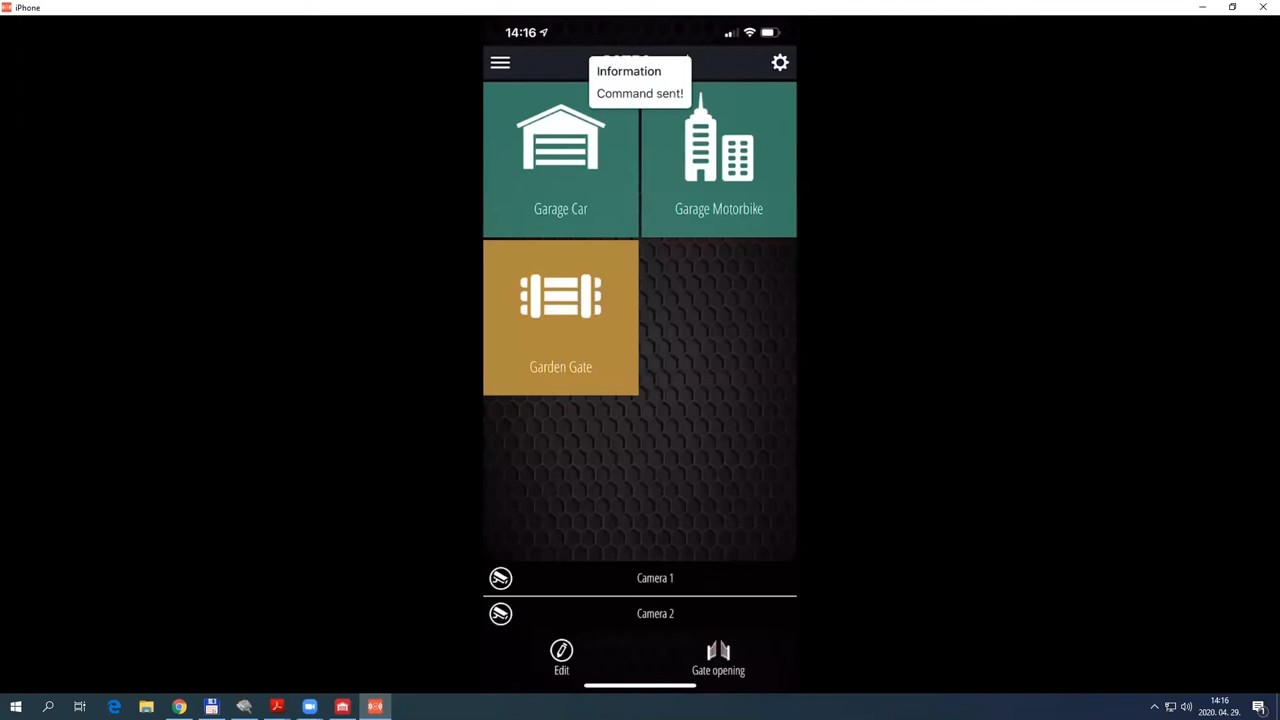 iPhone
14:16
Information
Command sent!
Garage Car
Garage Motorbike
Garden Gate
Camera 1
Camera 2
Edit
Gate opening
14:16
2020. 04. 29.